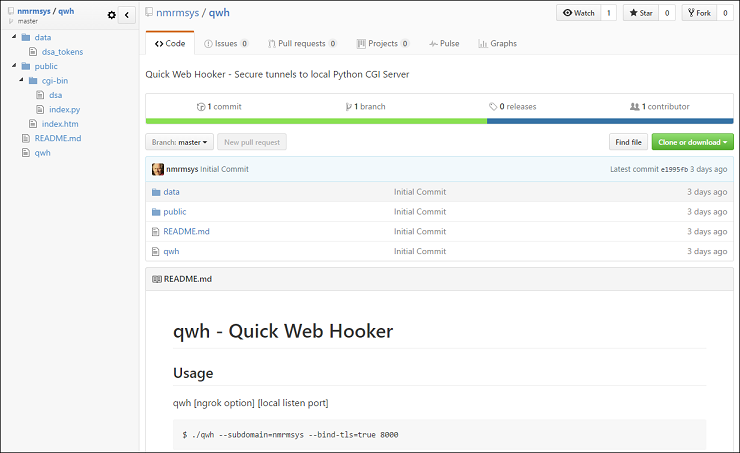 nmrmsys / qwh
master
data
dsa_tokens
public
cgi-bin
dsa
index.py
index.htm
README.md
qwh
nmrmsys / qwh
Watch 1 Star 0 Fork 0
Code Issues 0 Pull requests 0 Projects 0 Pulse Graphs
Quick Web Hooker - Secure tunnels to local Python CGI Server
1 commit 1 branch 0 releases 1 contributor
Branch: master New pull request Find file Clone or download
nmrmsys Initial Commit Latest commit e1995fb 3 days ago
data Initial Commit 3 days ago
public Initial Commit 3 days ago
README.md Initial Commit 3 days ago
qwh Initial Commit 3 days ago
README.md
qwh - Quick Web Hooker
Usage
qwh [ngrok option] [local listen port]
$ ./qwh --subdomain=nmrmsys --bind-tls=true 8000